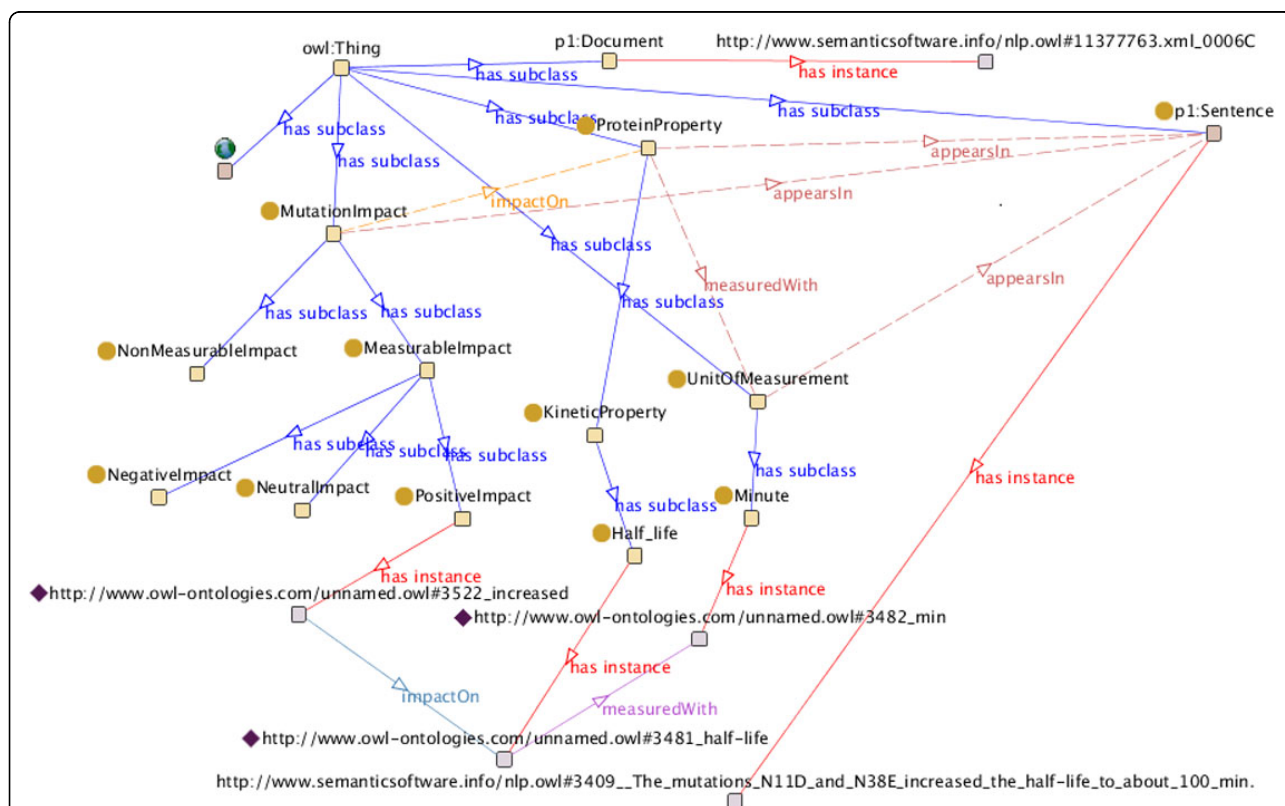 owl:Thing
p1:Document
http://www.semanticsoftware.info/nlp.owl#11377763.xml_0006C
has subclass
has instance
has subclass
has subclass
p1:Sentence
has subclass
ProteinProperty
has subclass
appearsIn
impactOn
appearsIn
MutationImpact
has subclass
measuredWith
appearsIn
has subclass
has subclass
has subclass
NonMeasurableImpact
MeasurableImpact
UnitOfMeasurement
KineticProperty
has subclass
has subclass
has subclass
has subclass
has instance
NegativeImpact
NeutralImpact
PositiveImpact
Minute
has subclass
Half_life
has instance
has instance
http://www.owl-ontologies.com/unnamed.owl#3522_increased
http://www.owl-ontologies.com/unnamed.owl#3482_min
has instance
impactOn
measuredWith
http://www.owl-ontologies.com/unnamed.owl#3481_half-life
http://www.semanticsoftware.info/nlp.owl#3409__The_mutations_N11D_and_N38E_increased_the_half-life_to_about_100_min.